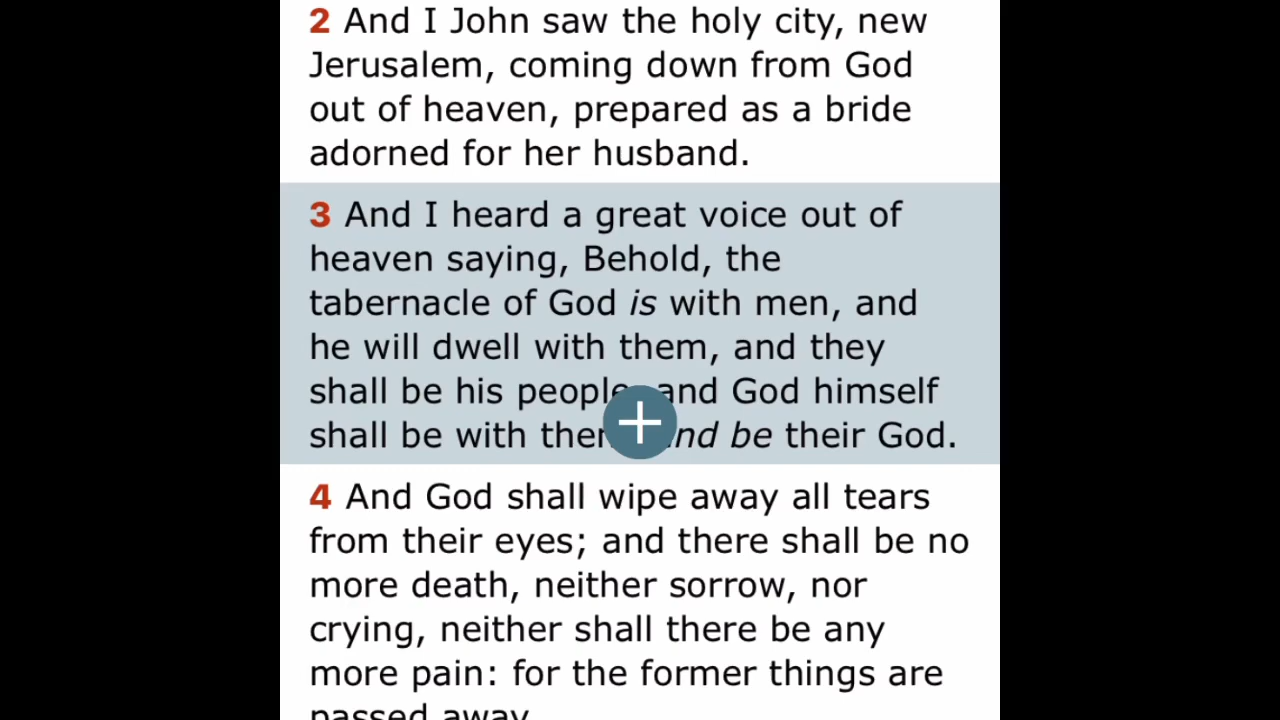 2 And I John saw the holy city, new
Jerusalem, coming down from God
out of heaven, prepared as a bride
adorned for her husband.
3 And I heard a great voice out of
heaven saying, Behold, the
tabernacle of God is with men, and
he will dwell with them, and they
shall be his people, and God himself
shall be with them, and be their God.
4 And God shall wipe away all tears
from their eyes; and there shall be no
more death, neither sorrow, nor
crying, neither shall there be any
more pain: for the former things are
passed away.